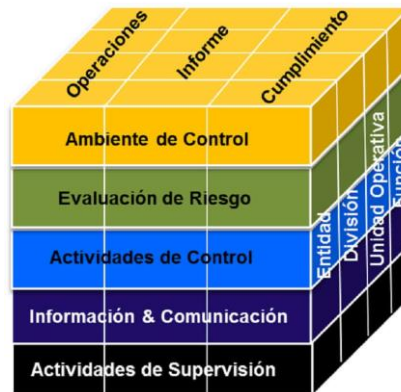 Operaciones
Informe
Cumplimiento
Ambiente de Control
Evaluación de Riesgo
Actividades de Control
Información & Comunicación
Actividades de Supervisión
Entidad
División
Unidad Operativa
Función